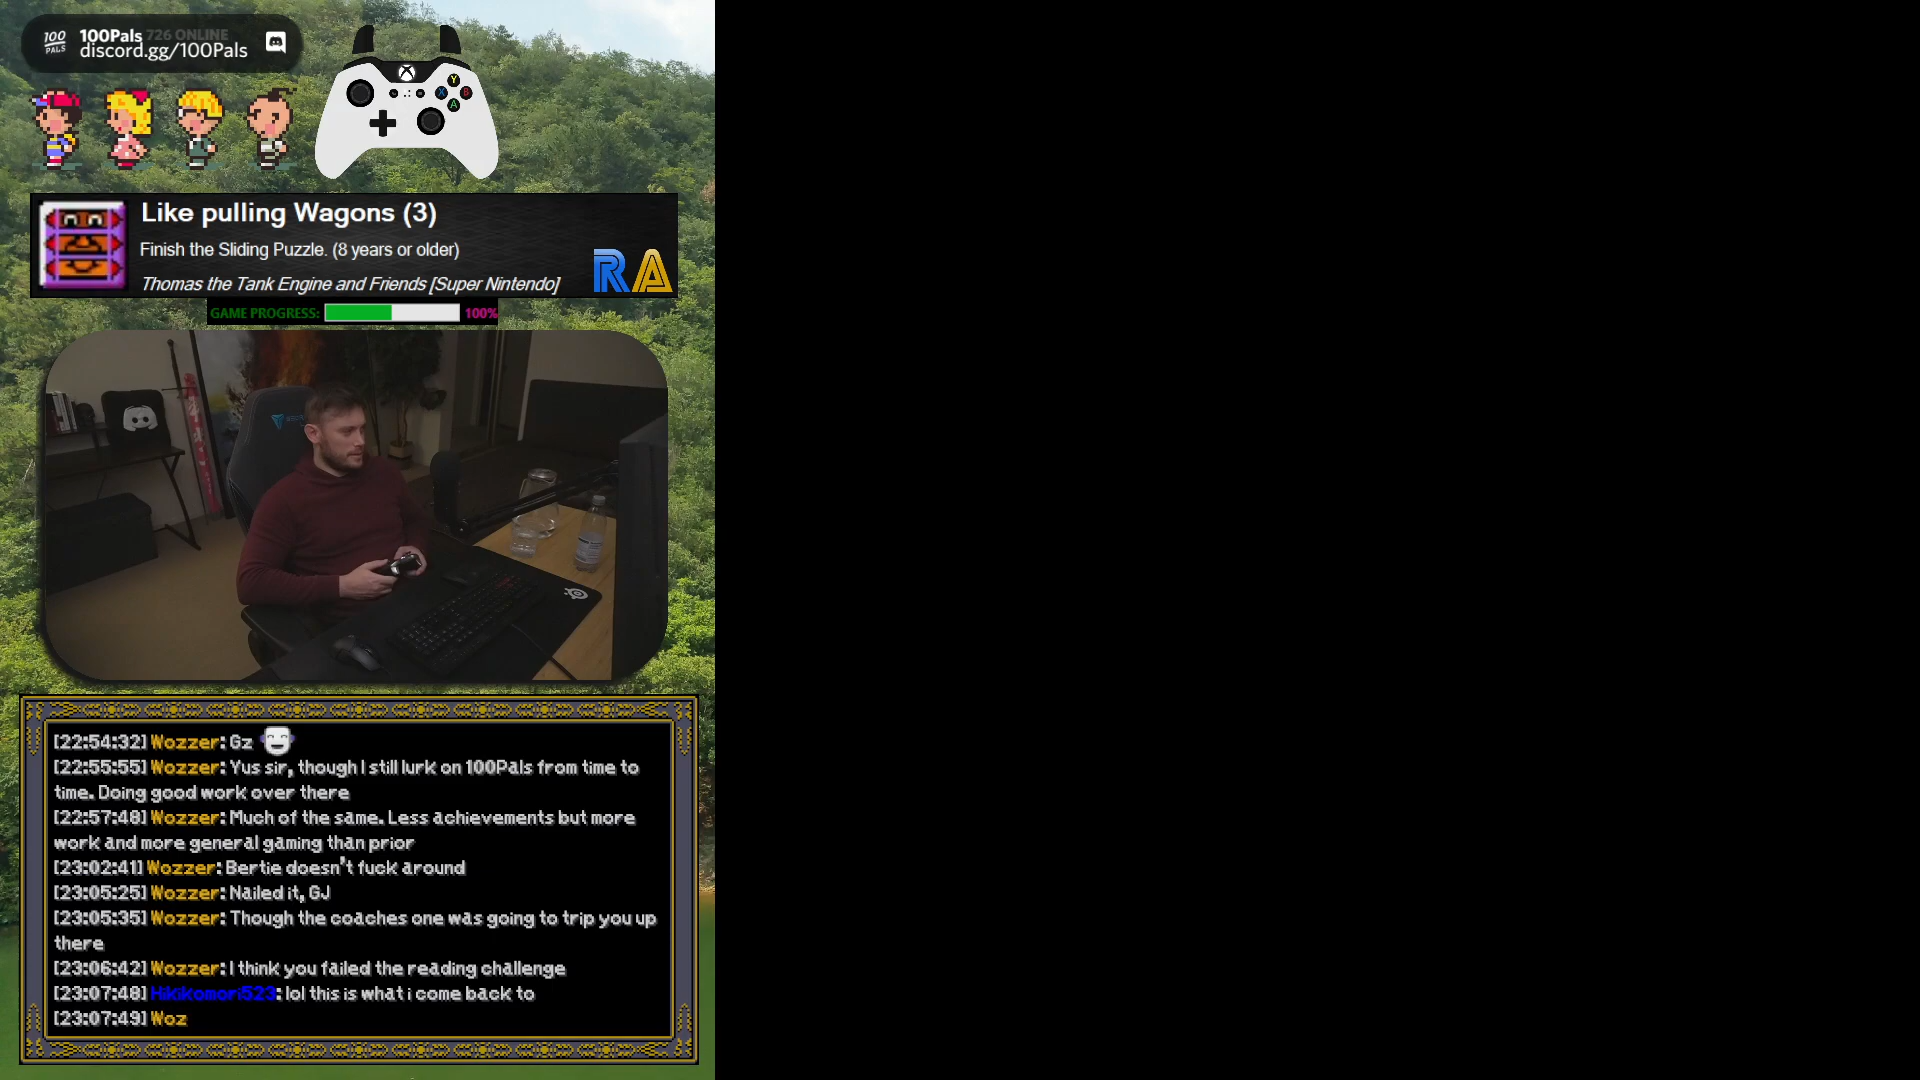 100 PALS
100Pals 726 ONLINE
discord.gg/100Pals
Y
X B
A
Like pulling Wagons (3)
Finish the Sliding Puzzle. (8 years or older)
Thomas the Tank Engine and Friends [Super Nintendo]
RA
GAME PROGRESS: 100%
[22:54:32] Wozzer: Gz
[22:55:55] Wozzer: Yus sir, though I still lurk on 100Pals from time to
time. Doing good work over there
[22:57:48] Wozzer: Much of the same. Less achievements but more
work and more general gaming than prior
[23:02:41] Wozzer: Bertie doesn't fuck around
[23:05:25] Wozzer: Nailed it, GJ
[23:05:35] Wozzer: Though the coaches one was going to trip you up
there
[23:06:42] Wozzer: I think you failed the reading challenge
[23:07:48] Hikikomori523: lol this is what i come back to
[23:07:49] Woz